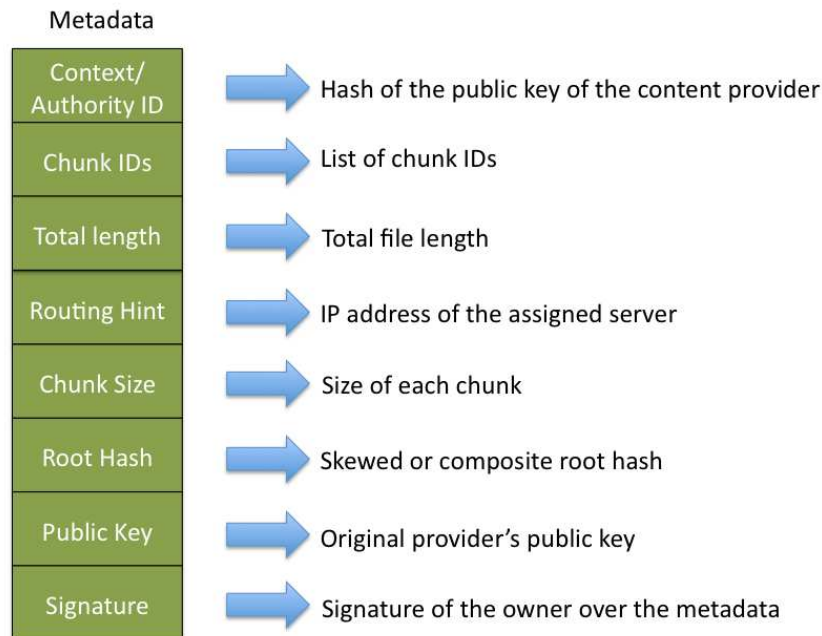 Metadata
Context/
Authority ID
Hash of the public key of the content provider
Chunk IDs
List of chunk IDs
Total length
Total file length
Routing Hint
IP address of the assigned server
Chunk Size
Size of each chunk
Root Hash
Skewed or composite root hash
Public Key
Original provider’s public key
Signature
Signature of the owner over the metadata